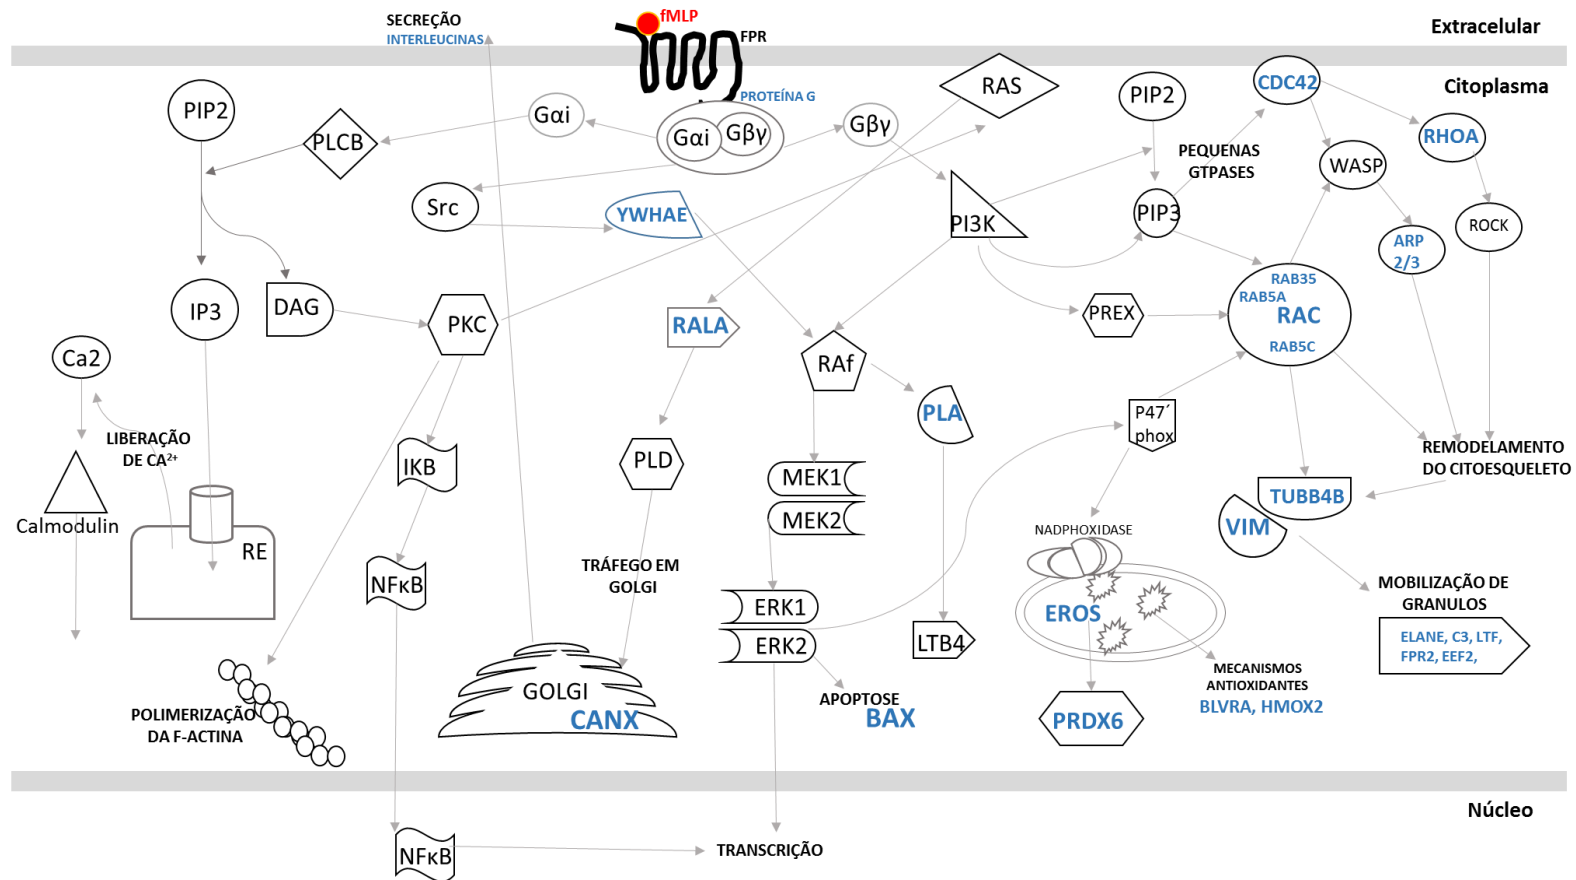 SECREÇÃO
INTERLEUCINAS
fMLP
FPR
Extracelular
PIP2
PLCB
Gαi
PROTEÍNA G
Gαi
Gβγ
Gβγ
RAS
PIP2
CDC42
Citoplasma
RHOA
PEQUENAS
GTPASES
WASP
Src
YWHAE
PI3K
PIP3
ROCK
ARP
2/3
IP3
DAG
PKC
RALA
PREX
RAB35
RAB5A
RAC
RAB5C
Ca2
RAf
PLA
P47´
phox
LIBERAÇÃO
DE CA²⁺
IKB
PLD
MEK1
MEK2
REMODELAMENTO
DO CITOESQUELETO
TUBB4B
VIM
Calmodulin
RE
NADPHOXIDASE
NFκB
TRÁFEGO EM
GOLGI
ERK1
ERK2
EROS
MOBILIZAÇÃO DE
GRANULOS
ELANE, C3, LTF,
FPR2, EEF2,
LTB4
MECANISMOS
ANTIOXIDANTES
BLVRA, HMOX2
GOLGI
CANX
APOPTOSE
BAX
PRDX6
POLIMERIZAÇÃO
DA F-ACTINA
Núcleo
NFκB
TRANSCRIÇÃO